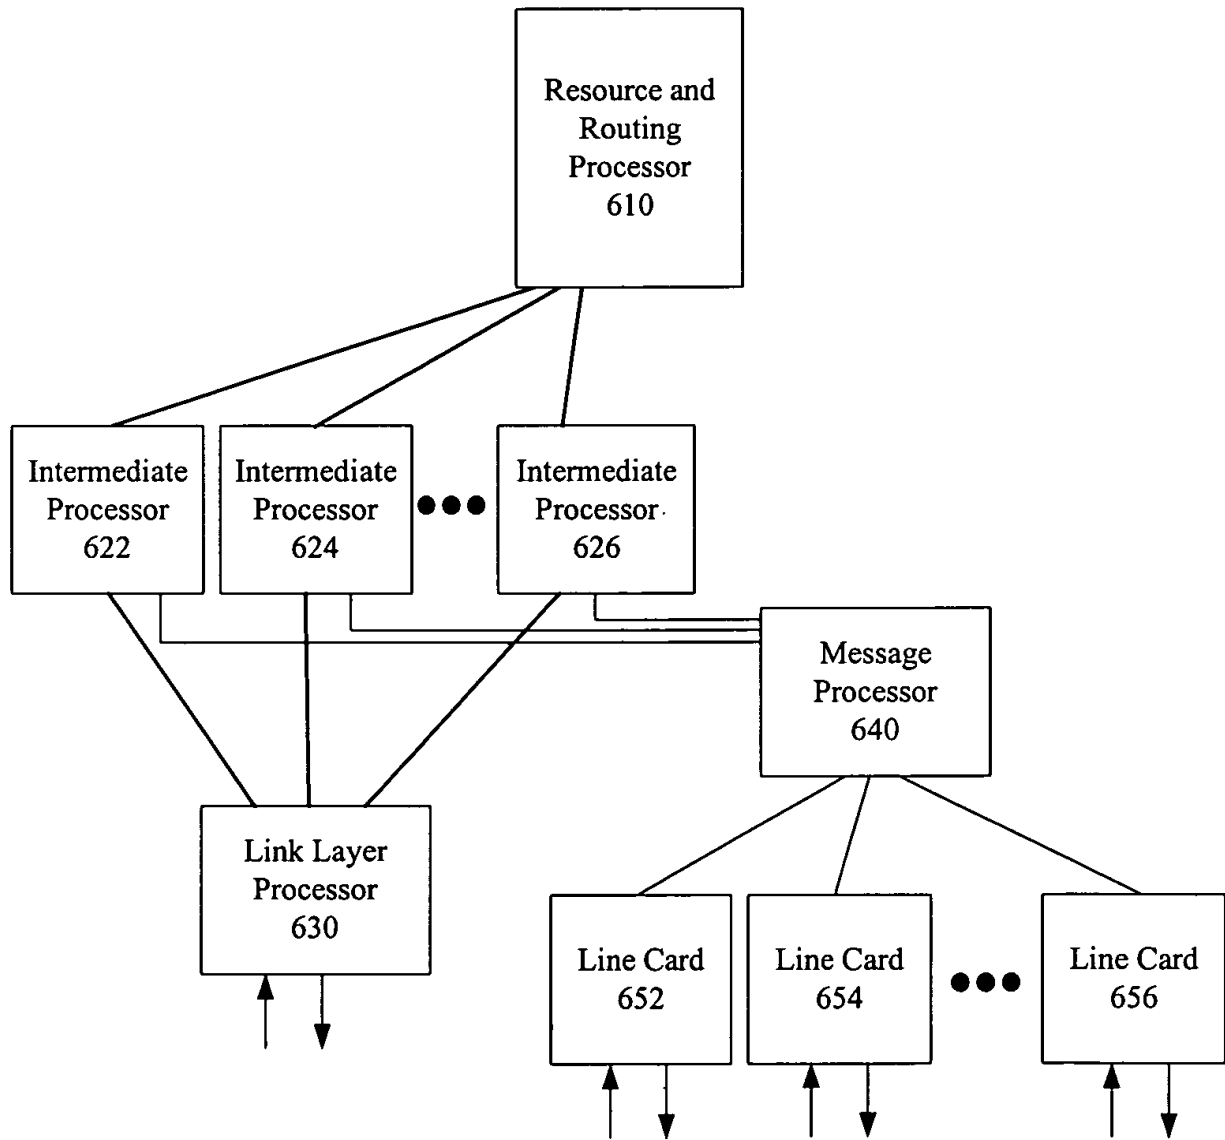 Resource and
Routing
Processor
610
Intermediate
Processor
622
Intermediate
Processor
624
Intermediate
Processor
626
Message
Processor
640
Link Layer
Processor
630
Line Card
652
Line Card
654
Line Card
656